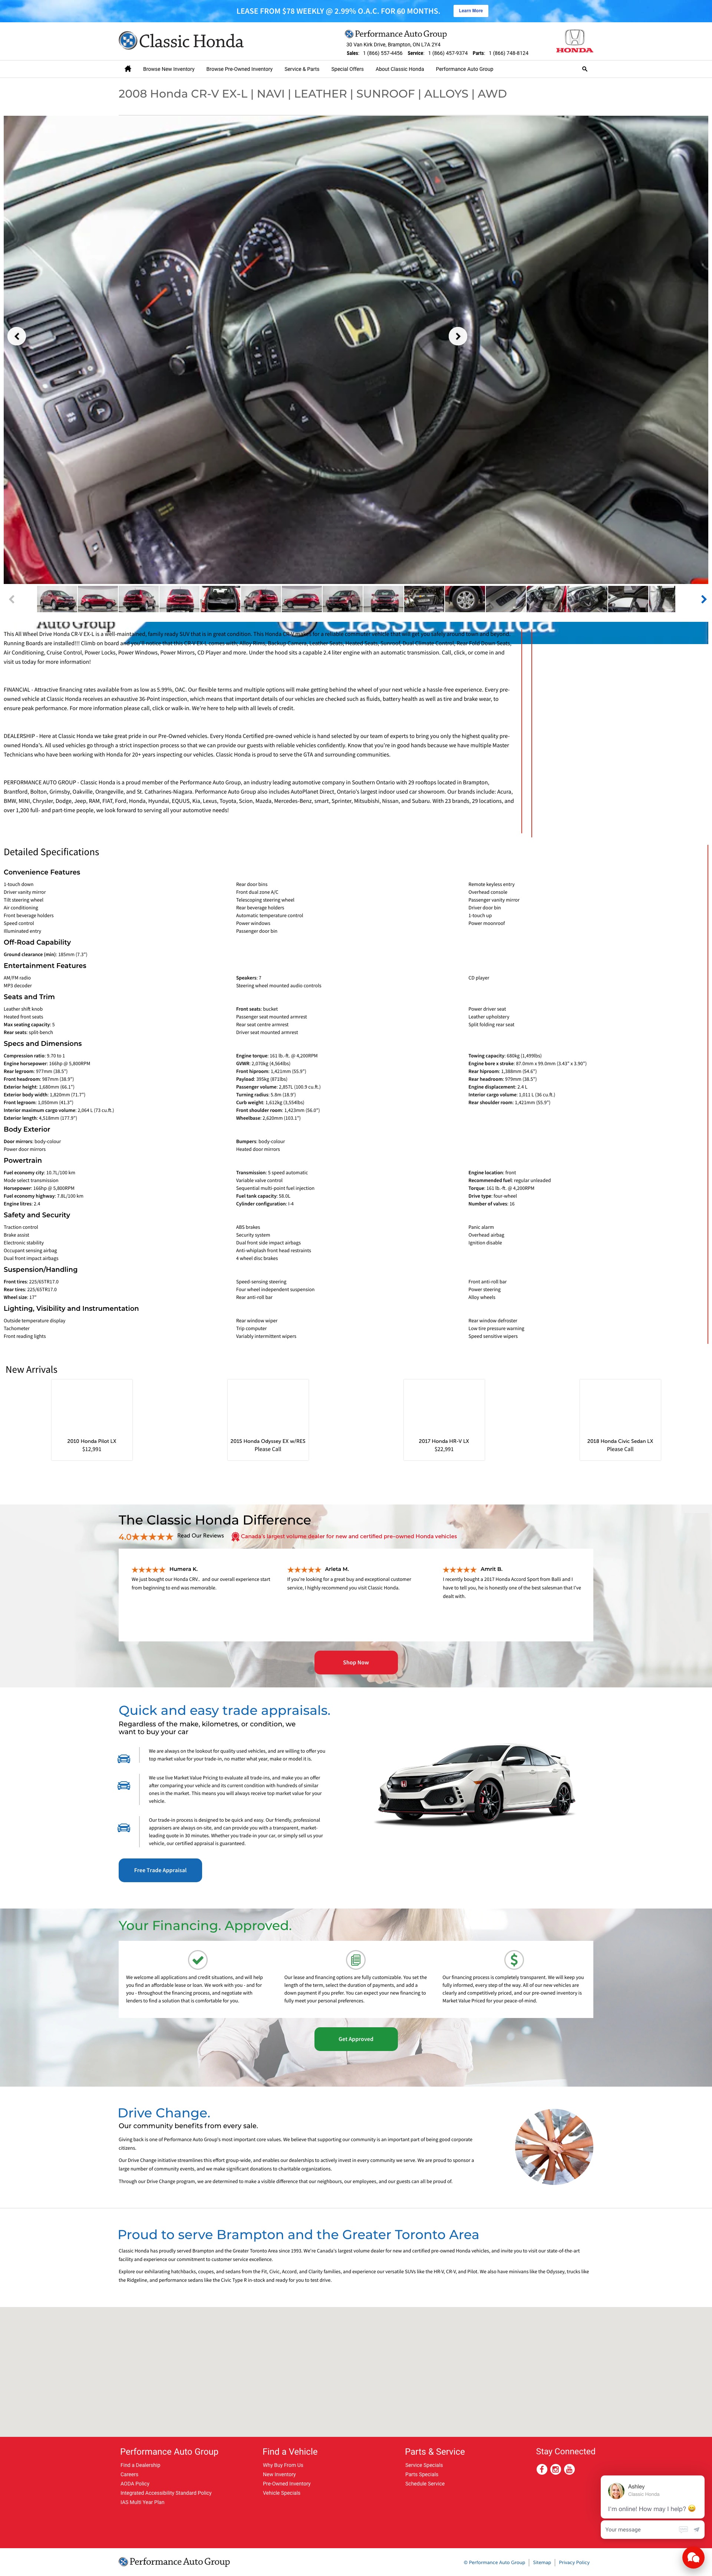 LEASE FROM $78 WEEKLY @ 2.99% O.A.C. FOR 60 MONTHS.
Learn More
Classic Honda
Performance Auto Group
30 Van Kirk Drive, Brampton, ON L7A 2Y4
Sales: 1 (866) 557-4456 Service: 1 (866) 457-9374 Parts: 1 (866) 748-8124
HONDA
Browse New Inventory Browse Pre-Owned Inventory Service & Parts Special Offers About Classic Honda Performance Auto Group
2008 Honda CR-V EX-L | NAVI | LEATHER | SUNROOF | ALLOYS | AWD
Auto Group
Classic Honda
This All Wheel Drive Honda CR-V EX-L is a well-maintained, family ready SUV that is in great condition. This Honda CR-V makes for a reliable commuter vehicle that will get you safely around town and beyond.
Running Boards are installed!!! Climb on board and you'll notice that this CR-V EX-L comes with; Alloy Rims, Backup Camera, Leather Seats, Heated Seats, Sunroof, Dual Climate Control, Rear Fold Down Seats,
Air Conditioning, Cruise Control, Power Locks, Power Windows, Power Mirrors, CD Player and more. Under the hood sits a capable 2.4 liter engine with an automatic transmission. Call, click, or come in and
visit us today for more information!
FINANCIAL - Attractive financing rates available from as low as 5.99%, OAC. Our flexible terms and multiple options will make getting behind the wheel of your next vehicle a hassle-free experience. Every pre-
owned vehicle at Classic Honda receives an exhaustive 36-Point inspection, which means that important details of our vehicles are checked such as fluids, battery health as well as tire and brake wear, to
ensure peak performance. For more information please call, click or walk-in. We're here to help with all levels of credit.
DEALERSHIP - Here at Classic Honda we take great pride in our Pre-Owned vehicles. Every Honda Certified pre-owned vehicle is hand selected by our team of experts to bring you only the highest quality pre-
owned Honda's. All used vehicles go through a strict inspection process so that we can provide our guests with reliable vehicles confidently. Know that you're in good hands because we have multiple Master
Technicians who have been working with Honda for 20+ years inspecting our vehicles. Classic Honda is proud to serve the GTA and surrounding communities.
PERFORMANCE AUTO GROUP - Classic Honda is a proud member of the Performance Auto Group, an industry leading automotive company in Southern Ontario with 29 rooftops located in Brampton,
Brantford, Bolton, Grimsby, Oakville, Orangeville, and St. Catharines-Niagara. Performance Auto Group also includes AutoPlanet Direct, Ontario's largest indoor used car showroom. Our brands include: Acura,
BMW, MINI, Chrysler, Dodge, Jeep, RAM, FIAT, Ford, Honda, Hyundai, EQUUS, Kia, Lexus, Toyota, Scion, Mazda, Mercedes-Benz, smart, Sprinter, Mitsubishi, Nissan, and Subaru. With 23 brands, 29 locations, and
over 1,200 full- and part-time people, we look forward to serving all your automotive needs!
Detailed Specifications
Convenience Features
1-touch down Rear door bins Remote keyless entry
Driver vanity mirror Front dual zone A/C Overhead console
Tilt steering wheel Telescoping steering wheel Passenger vanity mirror
Air conditioning Rear beverage holders Driver door bin
Front beverage holders Automatic temperature control 1-touch up
Speed control Power windows Power moonroof
Illuminated entry Passenger door bin
Off-Road Capability
Ground clearance (min): 185mm (7.3")
Entertainment Features
AM/FM radio Speakers: 7 CD player
MP3 decoder Steering wheel mounted audio controls
Seats and Trim
Leather shift knob Front seats: bucket Power driver seat
Heated front seats Passenger seat mounted armrest Leather upholstery
Max seating capacity: 5 Rear seat centre armrest Split folding rear seat
Rear seats: split-bench Driver seat mounted armrest
Specs and Dimensions
Compression ratio: 9.70 to 1 Engine torque: 161 lb.-ft. @ 4,200RPM Towing capacity: 680kg (1,499lbs)
Engine horsepower: 166hp @ 5,800RPM GVWR: 2,070kg (4,564lbs) Engine bore x stroke: 87.0mm x 99.0mm (3.43" x 3.90")
Rear legroom: 977mm (38.5") Front hiproom: 1,421mm (55.9") Rear hiproom: 1,388mm (54.6")
Front headroom: 987mm (38.9") Payload: 395kg (871lbs) Rear headroom: 979mm (38.5")
Exterior height: 1,680mm (66.1") Passenger volume: 2,857L (100.9 cu.ft.) Engine displacement: 2.4 L
Exterior body width: 1,820mm (71.7") Turning radius: 5.8m (18.9') Interior cargo volume: 1,011 L (36 cu.ft.)
Front legroom: 1,050mm (41.3") Curb weight: 1,612kg (3,554lbs) Rear shoulder room: 1,421mm (55.9")
Interior maximum cargo volume: 2,064 L (73 cu.ft.) Front shoulder room: 1,423mm (56.0")
Exterior length: 4,518mm (177.9") Wheelbase: 2,620mm (103.1")
Body Exterior
Door mirrors: body-colour Bumpers: body-colour
Power door mirrors Heated door mirrors
Powertrain
Fuel economy city: 10.7L/100 km Transmission: 5 speed automatic Engine location: front
Mode select transmission Variable valve control Recommended fuel: regular unleaded
Horsepower: 166hp @ 5,800RPM Sequential multi-point fuel injection Torque: 161 lb.-ft. @ 4,200RPM
Fuel economy highway: 7.8L/100 km Fuel tank capacity: 58.0L Drive type: four-wheel
Engine litres: 2.4 Cylinder configuration: I-4 Number of valves: 16
Safety and Security
Traction control ABS brakes Panic alarm
Brake assist Security system Overhead airbag
Electronic stability Dual front side impact airbags Ignition disable
Occupant sensing airbag Anti-whiplash front head restraints
Dual front impact airbags 4 wheel disc brakes
Suspension/Handling
Front tires: 225/65TR17.0 Speed-sensing steering Front anti-roll bar
Rear tires: 225/65TR17.0 Four wheel independent suspension Power steering
Wheel size: 17" Rear anti-roll bar Alloy wheels
Lighting, Visibility and Instrumentation
Outside temperature display Rear window wiper Rear window defroster
Tachometer Trip computer Low tire pressure warning
Front reading lights Variably intermittent wipers Speed sensitive wipers
New Arrivals
2010 Honda Pilot LX 2015 Honda Odyssey EX w/RES 2017 Honda HR-V LX 2018 Honda Civic Sedan LX
$12,991 Please Call $22,991 Please Call
The Classic Honda Difference
4.0 Read Our Reviews Canada's largest volume dealer for new and certified pre-owned Honda vehicles
Humera K. Arleta M. Amrit B.
We just bought our Honda CRV.. and our overall experience start If you're looking for a great buy and exceptional customer I recently bought a 2017 Honda Accord Sport from Balli and I
from beginning to end was memorable. service, I highly recommend you visit Classic Honda. have to tell you, he is honestly one of the best salesman that I've
dealt with.
Shop Now
Quick and easy trade appraisals.
Regardless of the make, kilometres, or condition, we
want to buy your car
We are always on the lookout for quality used vehicles, and are willing to offer you
top market value for your trade-in, no matter what year, make or model it is.
We use live Market Value Pricing to evaluate all trade-ins, and make you an offer
after comparing your vehicle and its current condition with hundreds of similar
ones in the market. This means you will always receive top market value for your
vehicle.
Our trade-in process is designed to be quick and easy. Our friendly, professional
appraisers are always on-site, and can provide you with a transparent, market-
leading quote in 30 minutes. Whether you trade in your car, or simply sell us your
vehicle, our certified appraisal is guaranteed.
Free Trade Appraisal
Your Financing. Approved.
We welcome all applications and credit situations, and will help Our lease and financing options are fully customizable. You set the Our financing process is completely transparent. We will keep you
you find an affordable lease or loan. We work with you - and for length of the term, select the duration of payments, and add a fully informed, every step of the way. All of our new vehicles are
you - throughout the financing process, and negotiate with down payment if you prefer. You can expect your new financing to clearly and competitively priced, and our pre-owned inventory is
lenders to find a solution that is comfortable for you. fully meet your personal preferences. Market Value Priced for your peace of mind.
Get Approved
Drive Change.
Our community benefits from every sale.
Giving back is one of Performance Auto Group's most important core values. We believe that supporting our community is an important part of being good corporate
citizens.
Our Drive Change initiative streamlines this effort group-wide, and enables our dealerships to actively invest in every community we serve. We are proud to sponsor a
large number of community events, and we make significant donations to charitable organizations.
Through our Drive Change program, we are determined to make a visible difference that our neighbours, our employees, and our guests can all be proud of.
Proud to serve Brampton and the Greater Toronto Area
Classic Honda has proudly served Brampton and the Greater Toronto Area since 1993. We're Canada's largest volume dealer for new and certified pre-owned Honda vehicles, and invite you to visit our state-of-the-art
facility and experience our commitment to customer service excellence.
Explore our exhilarating hatchbacks, coupes, and sedans from the Fit, Civic, Accord, and Clarity families, and experience our versatile SUVs like the HR-V, CR-V, and Pilot. We also have minivans like the Odyssey, trucks like
the Ridgeline, and performance sedans like the Civic Type R in-stock and ready for you to test drive.
Performance Auto Group Find a Vehicle Parts & Service Stay Connected
Find a Dealership Why Buy From Us Service Specials
Careers New Inventory Parts Specials
AODA Policy Pre-Owned Inventory Schedule Service
Integrated Accessibility Standard Policy Vehicle Specials
IAS Multi Year Plan
Ashley
Classic Honda
I'm online! How may I help? 😄
Your message
Performance Auto Group
© Performance Auto Group | Sitemap | Privacy Policy